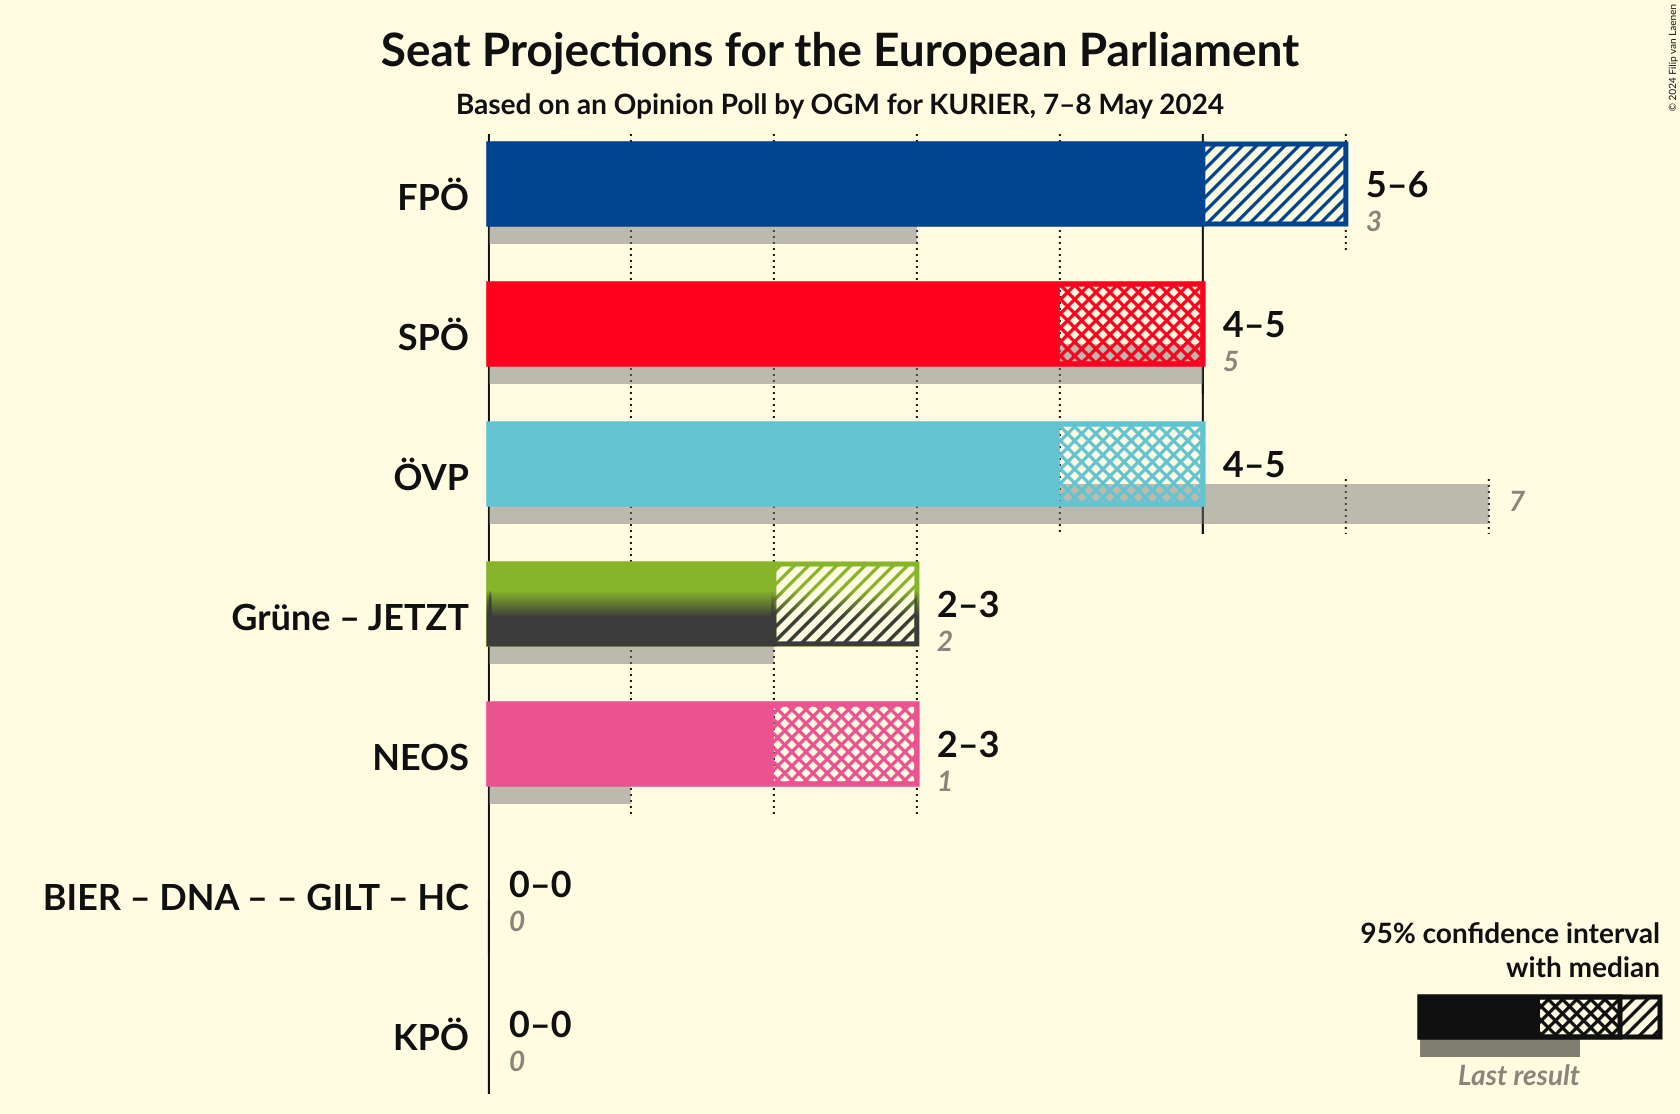 Seat Projections for the European Parliament
Based on an Opinion Poll by OGM for KURIER, 7–8 May 2024
© 2024 Filip van Laenen
FPÖ
5–6
3
SPÖ
4–5
5
ÖVP
4–5
7
Grüne – JETZT
2–3
2
NEOS
2–3
1
BIER – DNA – – GILT – HC
0–0
0
KPÖ
0–0
0
95% confidence interval
with median
Last result